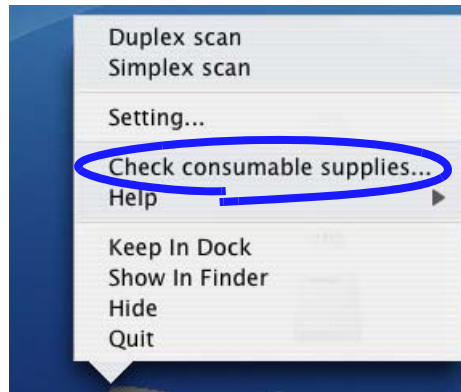 Duplex scan
Simplex scan
Setting...
Check consumable supplies...
Help
Keep In Dock
Show In Finder
Hide
Quit